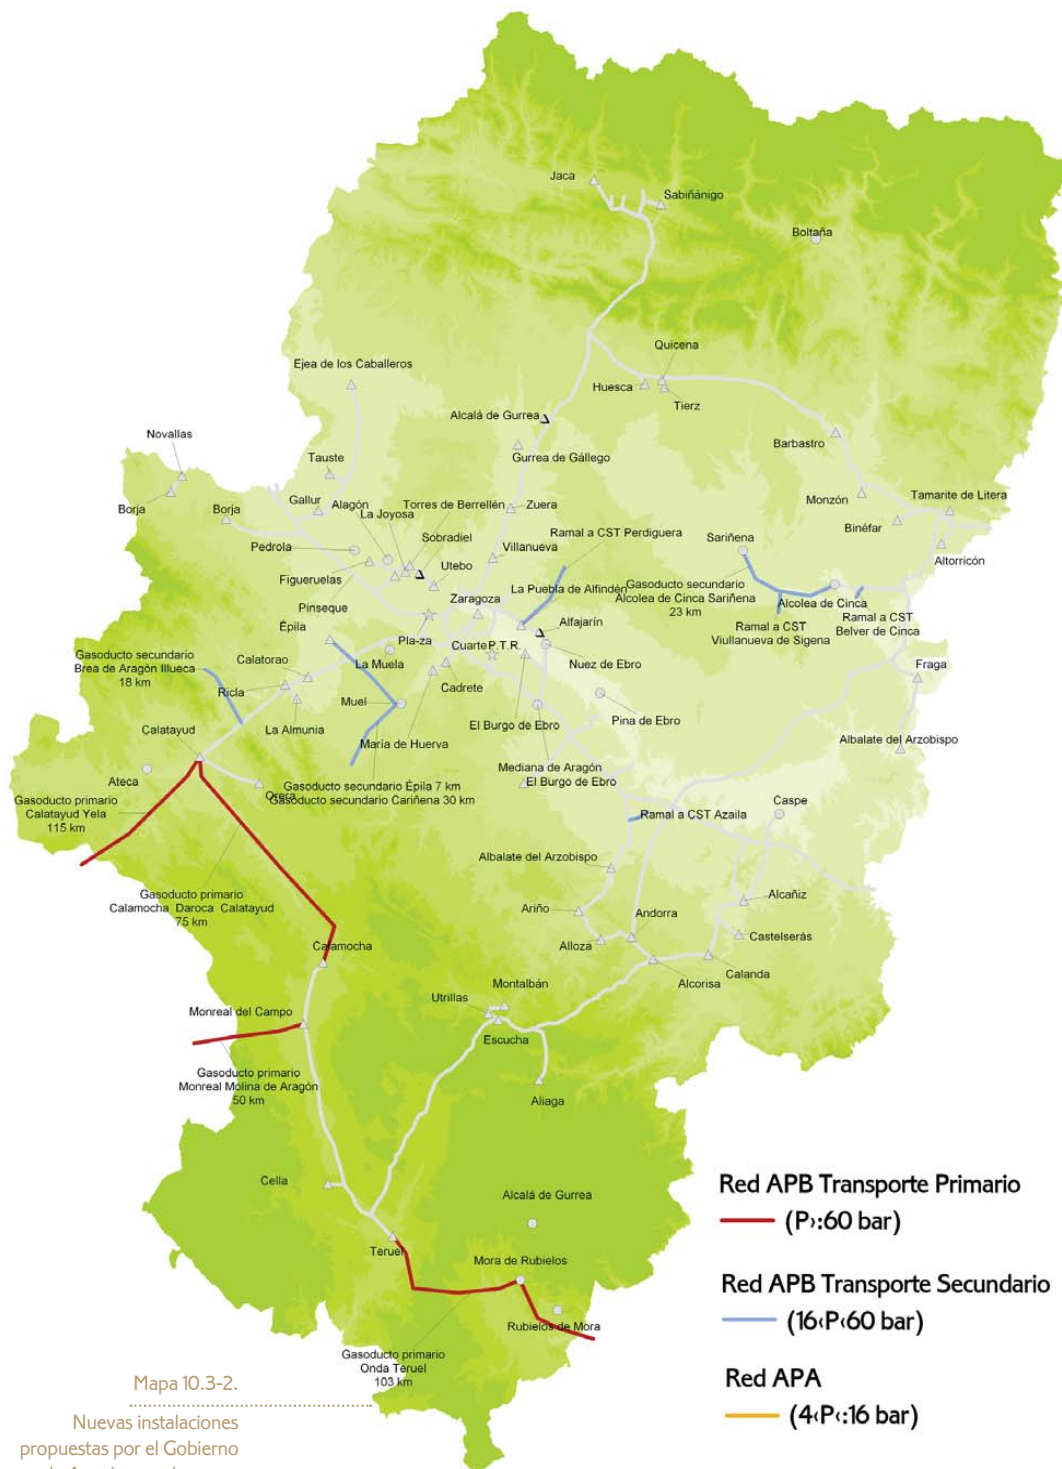 Jaca
Sabiñánigo
Boltaña
Quicena
Ejea de los Caballeros
Huesca
Tierz
Alcalá de Gurrea
Novallas
Barbastro
Tauste
Gurrea de Gállego
Borja
Borja
Gallur
Alagón
La Joyosa
Torres de Berrellén
Zuera
Monzón
Tamarite de Litera
Binéfar
Pedrola
Sobradiel
Villanueva
Ramal a CST Perdiguera
Sariñena
Altorricón
Figueruelas
Utebo
La Puebla de Alfindén
Gasoducto secundario
Alcolea de Cinca Sariñena
23 km
Pinseque
Zaragoza
Alcolea de Cinca
Épila
Pla-za
Alfajarín
Ramal a CST
Viullanueva de Sigena
Ramal a CST
Belver de Cinca
Gasoducto secundario
Brea de Aragón Illueca
18 km
Calatorao
La Muela
Cuarte
P.T.R.
Nuez de Ebro
Fraga
Ricla
Cadrete
Muel
La Almunia
María de Huerva
El Burgo de Ebro
Pina de Ebro
Calatayud
Albalate del Arzobispo
Ateca
Orera
Mediana de Aragón
El Burgo de Ebro
Gasoducto secundario Épila 7 km
Gasoducto secundario Cariñena 30 km
Gasoducto primario
Calatayud Yela
115 km
Ramal a CST Azaila
Caspe
Albalate del Arzobispo
Gasoducto primario
Calamocha Daroca Calatayud
75 km
Ariño
Andorra
Alcañiz
Castelserás
Calamocha
Alloza
Alcorisa
Calanda
Monreal del Campo
Utrillas
Montalbán
Escucha
Gasoducto primario
Monreal Molina de Aragón
50 km
Aliaga
Cella
Alcalá de Gurrea
Teruel
Mora de Rubielos
Rubielos de Mora
Gasoducto primario
Onda Teruel
103 km
Red APB Transporte Primario
(P›:60 bar)
Red APB Transporte Secundario
(16‹P‹60 bar)
Red APA
(4‹P‹:16 bar)
Mapa 10.3-2.
Nuevas instalaciones
propuestas por el Gobierno